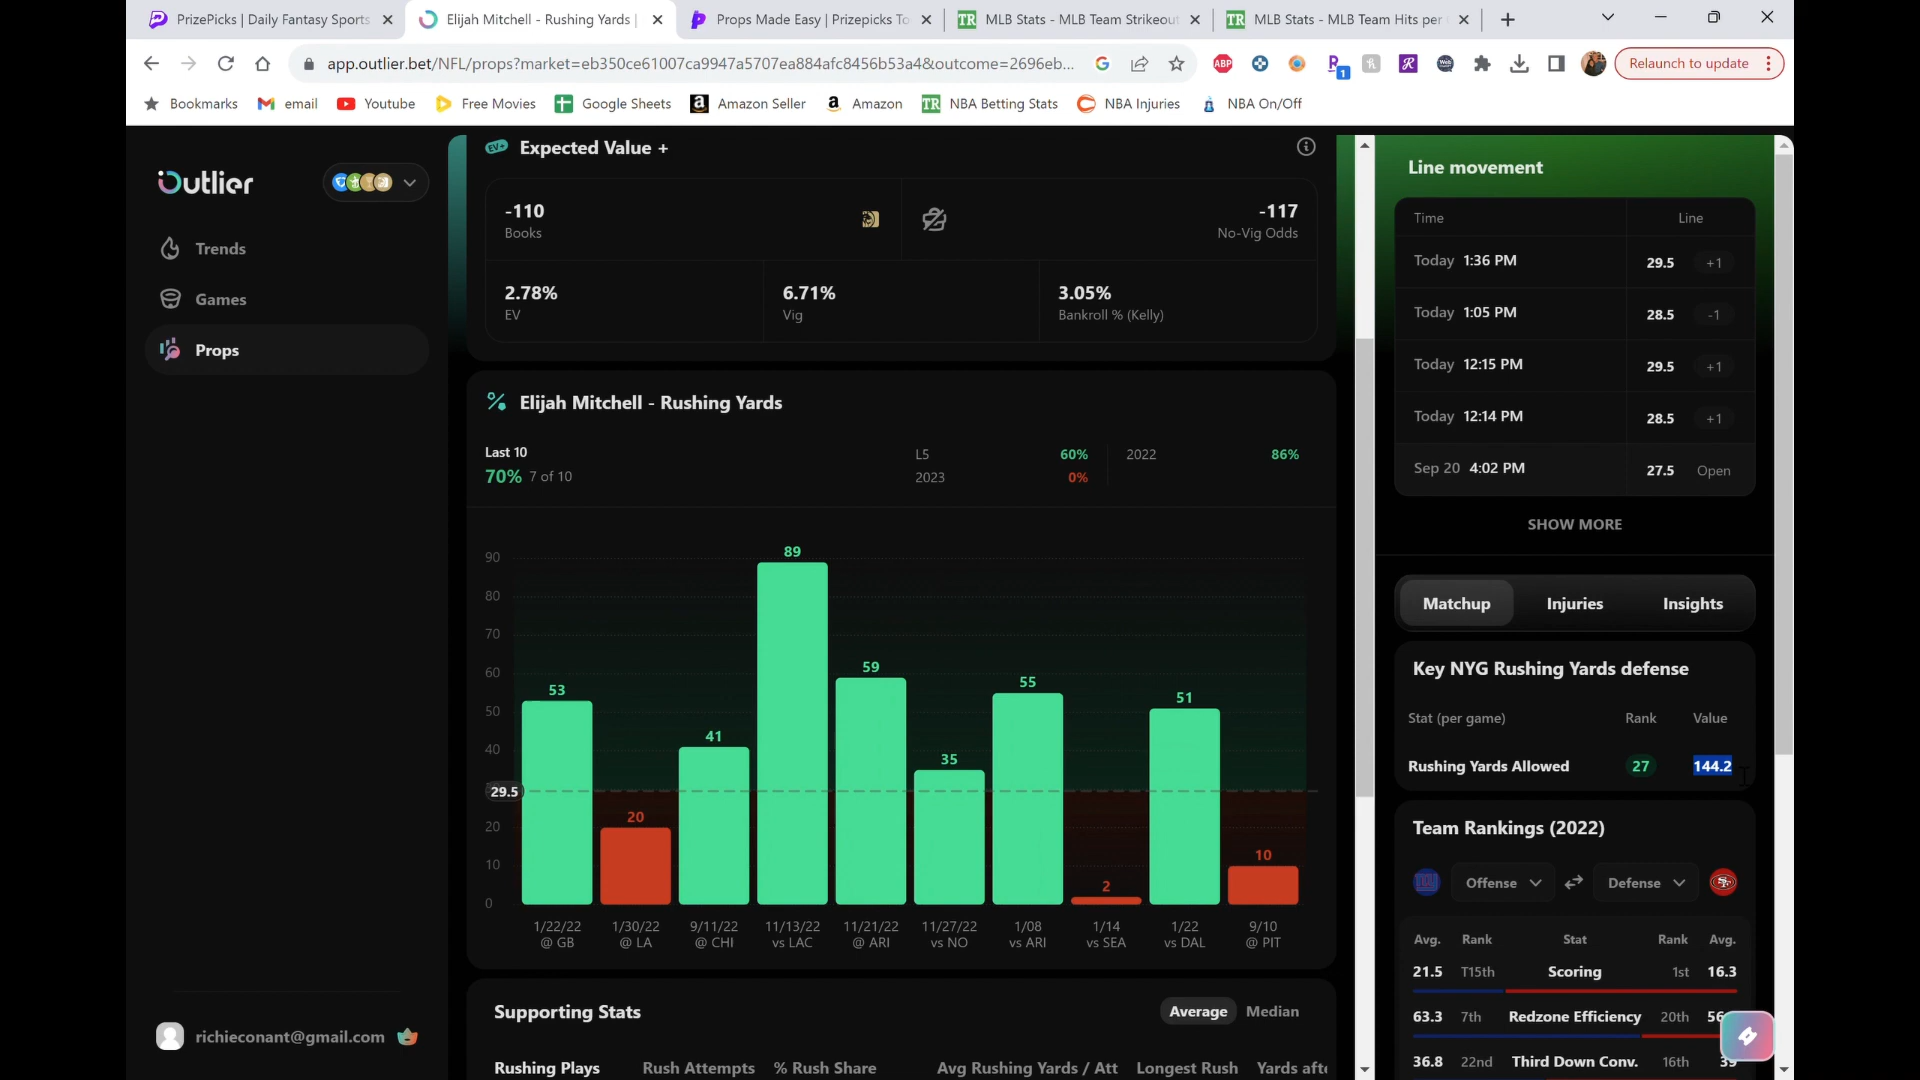 PrizePicks | Daily Fantasy Sports
Elijah Mitchell - Rushing Yards |
Props Made Easy | Prizepicks To
MLB Stats - MLB Team Strikeout
MLB Stats - MLB Team Hits per
app.outlier.bet/NFL/props?market=eb350ce61007ca9947a5707ea884afc8456b53a4&outcome=2696eb...
ABP
1
Relaunch to update
Bookmarks
email
Youtube
Free Movies
Google Sheets
Amazon Seller
Amazon
TR NBA Betting Stats
NBA Injuries
NBA On/Off
Outlier
Trends
Games
Props
richieconant@gmail.com
EV+ Expected Value +
-110
Books
-117
No-Vig Odds
2.78%
EV
6.71%
Vig
3.05%
Bankroll % (Kelly)
Elijah Mitchell - Rushing Yards
Last 10
70% 7 of 10
L5 60%
2023 0%
2022 86%
90
80
70
60
50
40
29.5
20
10
0
53
20
41
89
59
35
55
2
51
10
1/22/22 @ GB
1/30/22 @ LA
9/11/22 @ CHI
11/13/22 vs LAC
11/21/22 @ ARI
11/27/22 vs NO
1/08 vs ARI
1/14 vs SEA
1/22 vs DAL
9/10 @ PIT
Supporting Stats
Average Median
Rushing Plays Rush Attempts % Rush Share Avg Rushing Yards / Att Longest Rush Yards afte
Line movement
Time Line
Today 1:36 PM 29.5 +1
Today 1:05 PM 28.5 -1
Today 12:15 PM 29.5 +1
Today 12:14 PM 28.5 +1
Sep 20 4:02 PM 27.5 Open
SHOW MORE
Matchup Injuries Insights
Key NYG Rushing Yards defense
Stat (per game) Rank Value
Rushing Yards Allowed 27 144.2
Team Rankings (2022)
Offense Defense
Avg. Rank Stat Rank Avg.
21.5 T15th Scoring 1st 16.3
63.3 7th Redzone Efficiency 20th
36.8 22nd Third Down Conv. 16th